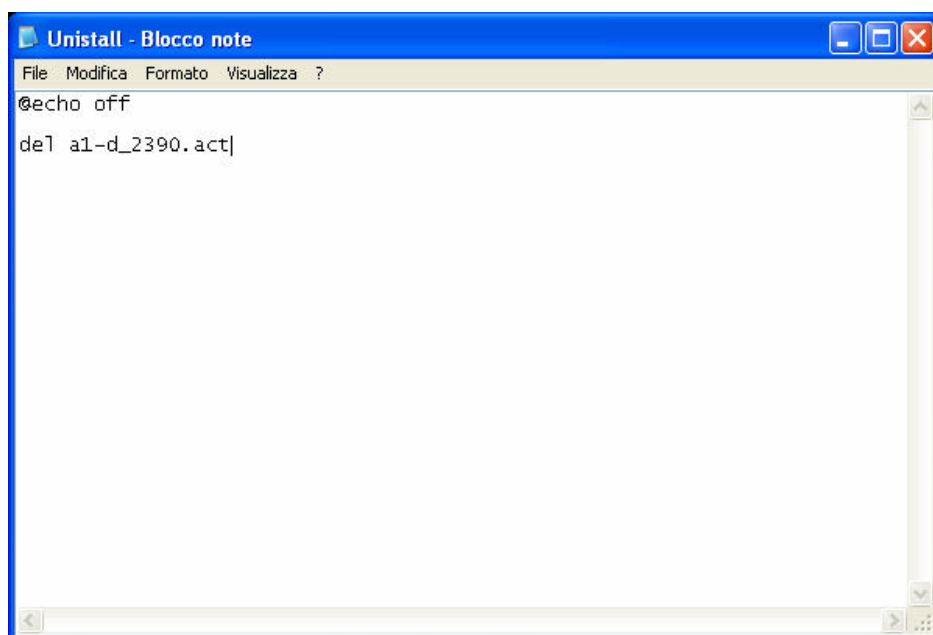 Unistall - Blocco note
File Modifica Formato Visualizza ?
@echo off
del a1-d_2390.act